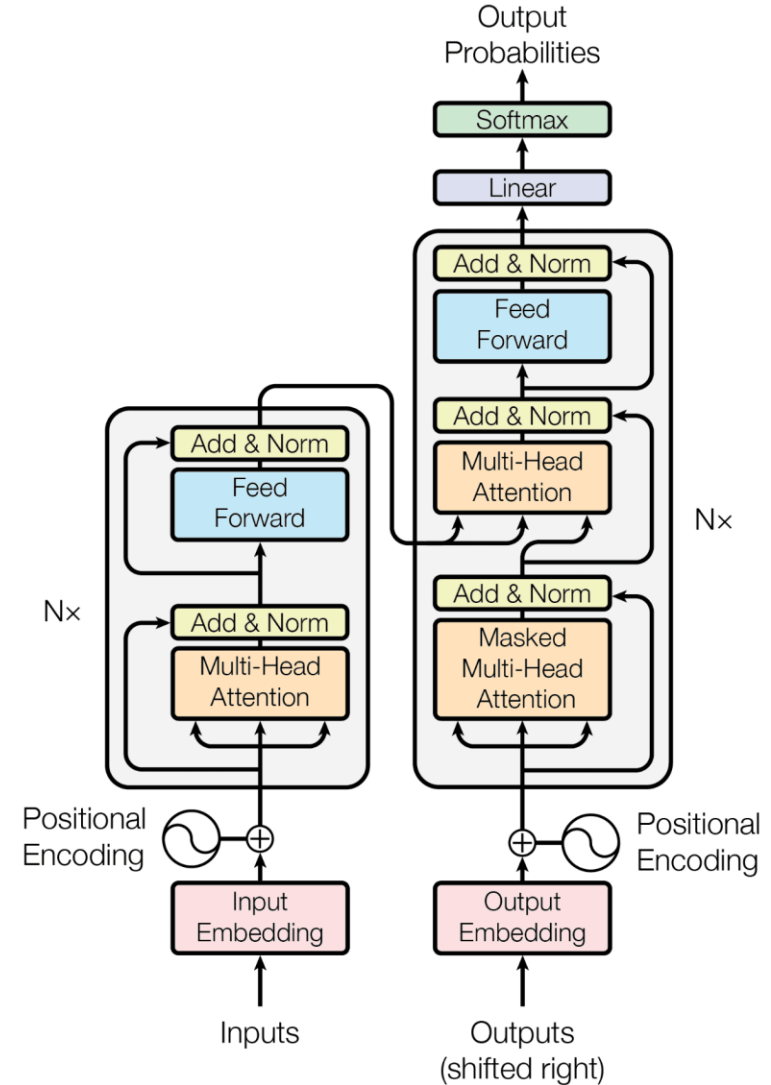 Output
Probabilities
Softmax
Linear
Add & Norm
Feed
Forward
Add & Norm
Multi-Head
Attention
Add & Norm
Masked
Multi-Head
Attention
Nx
Add & Norm
Feed
Forward
Add & Norm
Multi-Head
Attention
Nx
Positional
Encoding
Positional
Encoding
Input
Embedding
Output
Embedding
Inputs
Outputs
(shifted right)